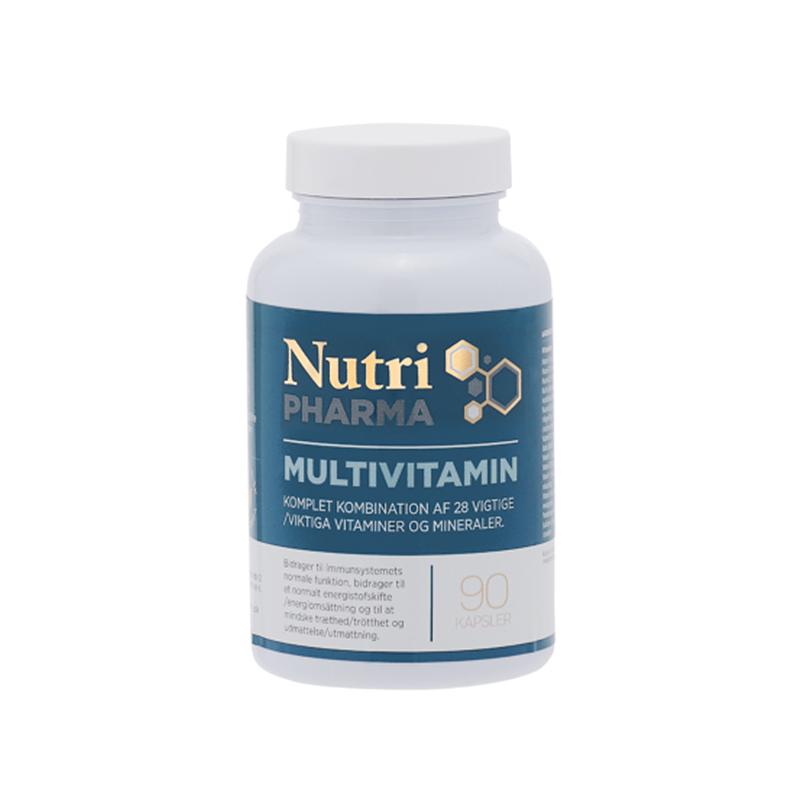 Nutri
PHARMA
MULTIVITAMIN
KOMPLET KOMBINATION AF 28 VIGTIGE
/VIKTIGA VITAMINER OG MINERALER.
Bidrager til immunsystemets
normale funktion, bidrager til
et normalt energistofskifte
/energiomsättning og til at
mindske træthed/trötthet og
udmattelse/utmattning.
90
KAPSLER